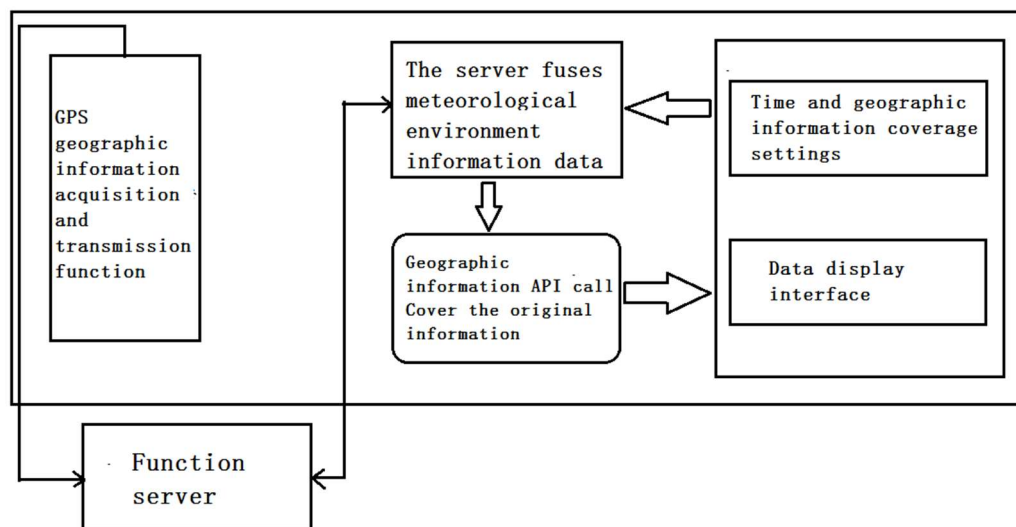 GPS
geographic
information
acquisition
and
transmission
function
The server fuses
meteorological
environment
information data
Geographic
information API call
Cover the original
information
Time and geographic
information coverage
settings
Data display
interface
Function
server